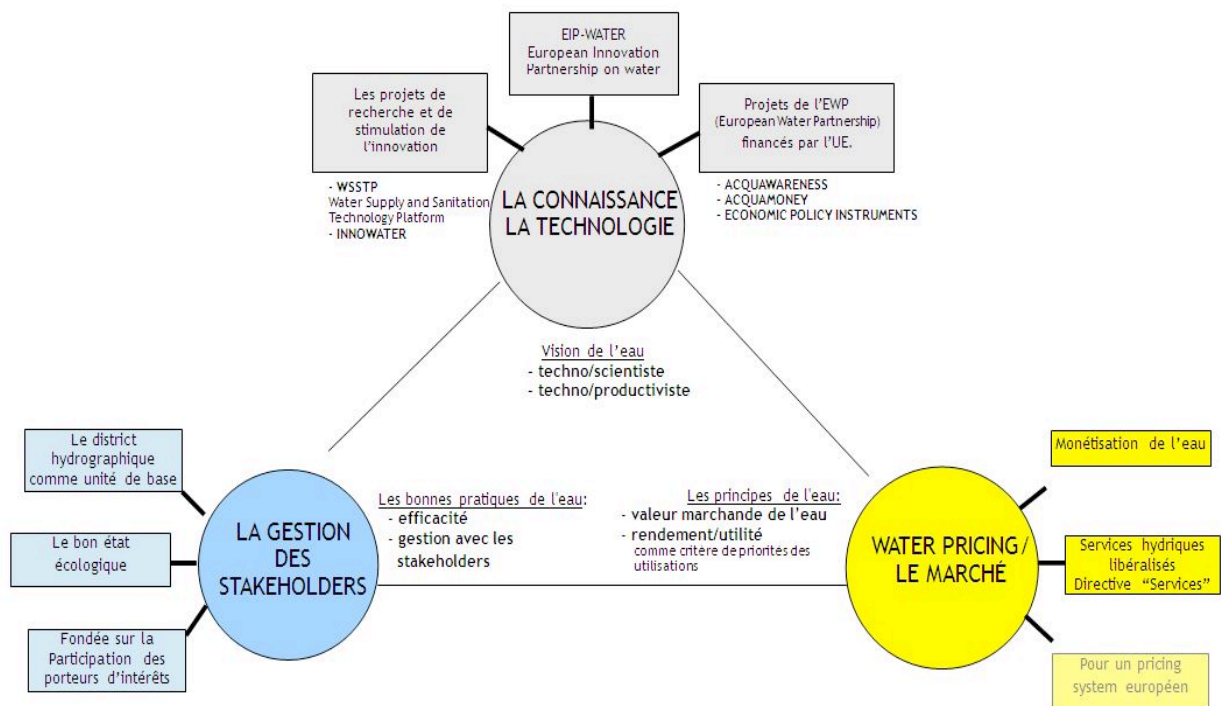 EIP-WATER
European Innovation
Partnership on water
Les projets de
recherche et de
stimulation de
l'innovation
Projets de l'EWP
(European Water Partnership)
financés par l'UE.
- WSSTP
Water Supply and Sanitation
Technology Platform
- INNOWATER
LA CONNAISSANCE
LA TECHNOLOGIE
- ACQUAWARENESS
- ACQUAMONEY
- ECONOMIC POLICY INSTRUMENTS
Vision de l'eau
- techno/scientiste
- techno/productiviste
Le district
hydrographique
comme unité de base
Le bon état
écologique
Fondée sur la
Participation des
porteurs d'intérêts
LA GESTION
DES
STAKEHOLDERS
Les bonnes pratiques de l'eau:
- efficacité
- gestion avec les
stakeholders
Les principes de l'eau:
- valeur marchande de l'eau
- rendement/utilité
comme critère de priorités des
utilisations
WATER PRICING/
LE MARCHÉ
Monétisation de l'eau
Services hydriques
libéralisés
Directive "Services"
Pour un pricing
system européen